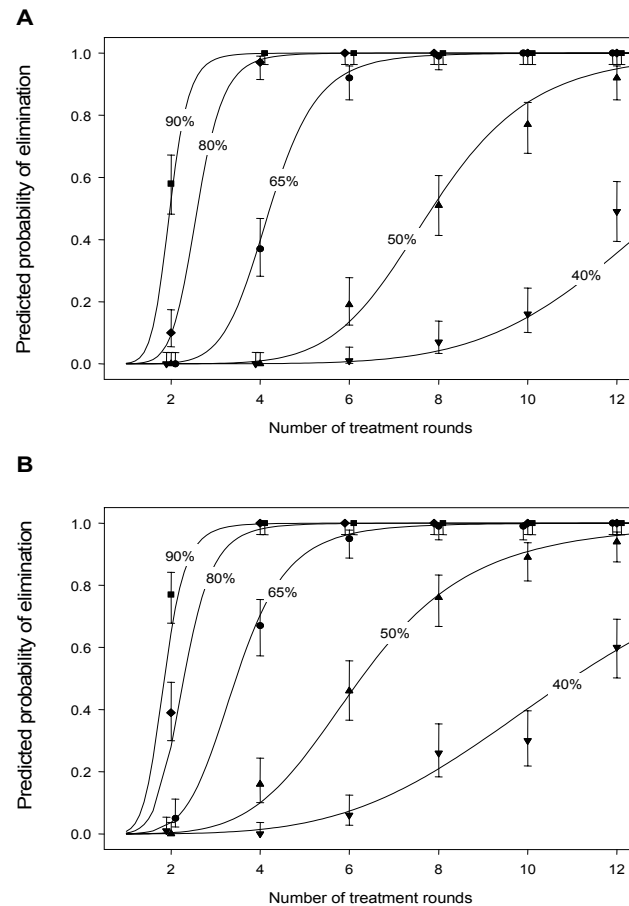 A
Predicted probability of elimination
1.0
0.8
0.6
0.4
0.2
0.0
90%
80%
65%
50%
40%
2 4 6 8 10 12
Number of treatment rounds
B
Predicted probability of elimination
1.0
0.8
0.6
0.4
0.2
0.0
90%
80%
65%
50%
40%
2 4 6 8 10 12
Number of treatment rounds